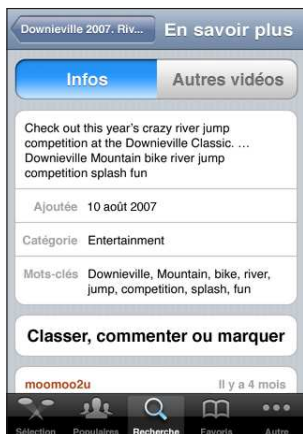 Downieville 2007. Riv...
En savoir plus
Infos
Autres vidéos
Check out this year's crazy river jump
competition at the Downieville Classic. ...
Downieville Mountain bike river jump
competition splash fun
Ajoutée 10 août 2007
Catégorie Entertainment
Mots-clés Downieville, Mountain, bike, river,
jump, competition, splash, fun
Classer, commenter ou marquer
moomoo2u Il y a 4 mois
Sélection Populaires Recherche Favoris Autre